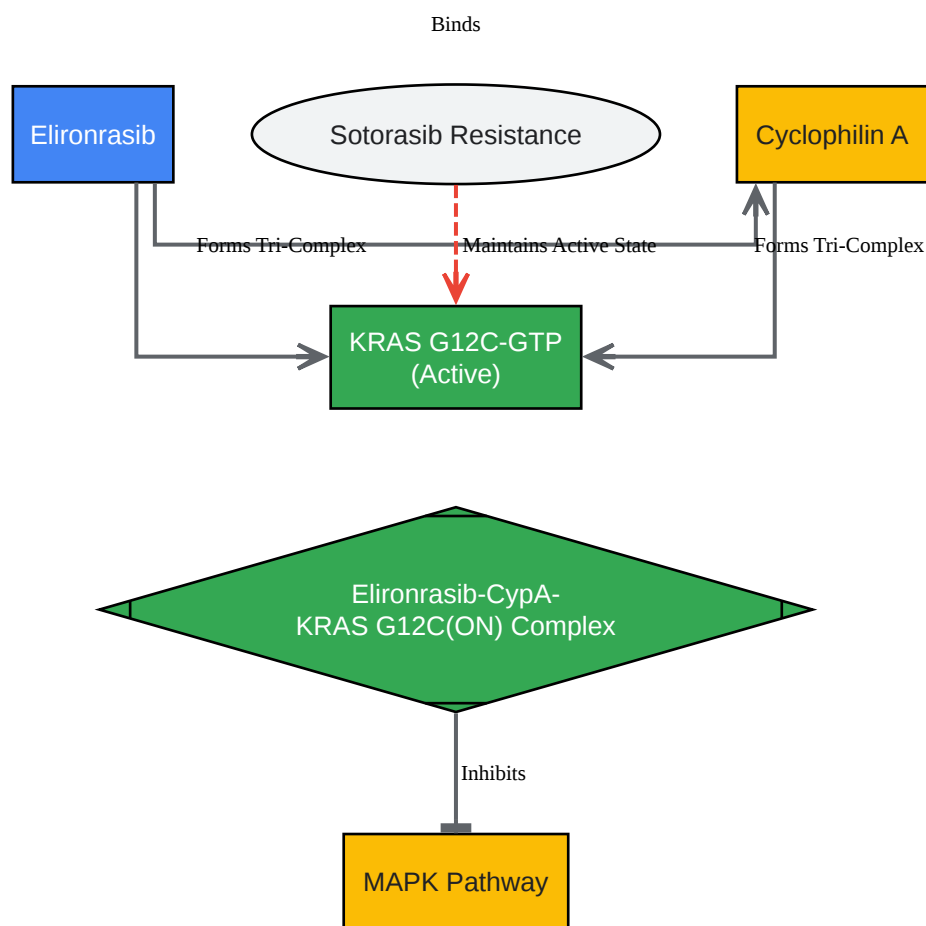 Binds
Elironrasib
Sotorasib Resistance
Cyclophilin A
Forms Tri-Complex
Maintains Active State
Forms Tri-Complex
KRAS G12C-GTP
(Active)
Elironrasib-CypA-
KRAS G12C(ON) Complex
Inhibits
MAPK Pathway